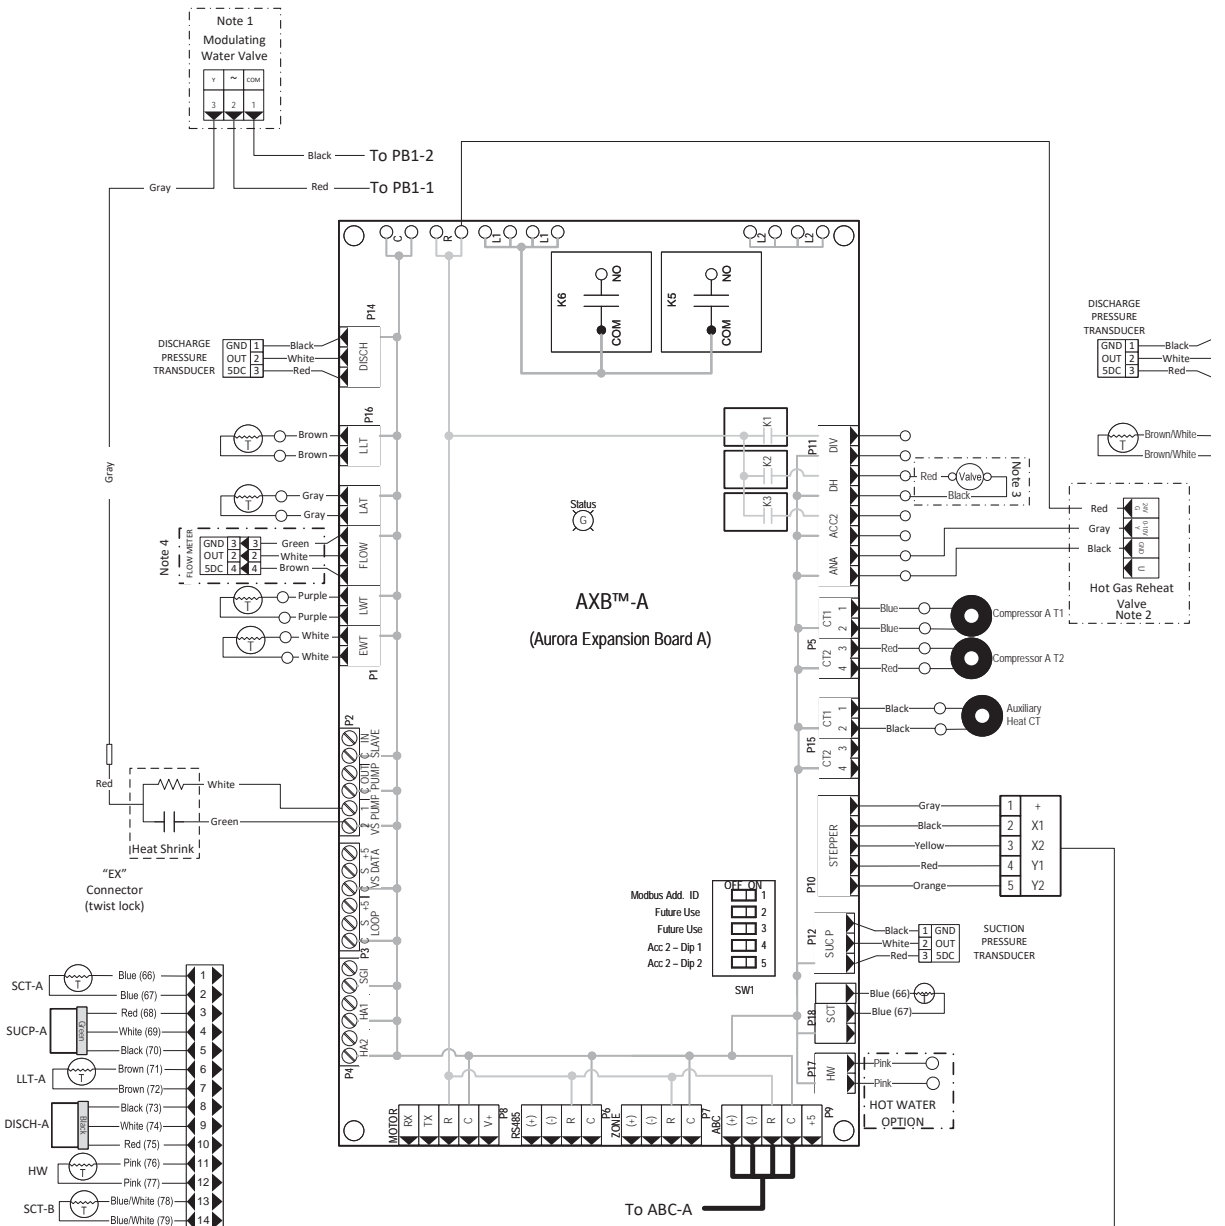 Note 1
Modulating
Water Valve
Y ~ COM
3 2 1
Black To PB1-2
Gray Red To PB1-1
C R L1 L1 L2 L2
K6 NO COM
K5 NO COM
P14
DISCHARGE
PRESSURE
TRANSDUCER
GND 1 Black
OUT 2 White
5DC 3 Red
DISCH
DISCHARGE
PRESSURE
TRANSDUCER
GND 1 Black
OUT 2 White
5DC 3 Red
P16
T Brown
Brown
LLT
K1
K2
K3
P11
DIV
DH
ACC2
ANA
T Brown/White
Brown/White
Gray
T Gray
Gray
LAT
Status
G
Red Valve
Black
Note 3
Note 4
FLOW METER
GND 3 3 Green
OUT 2 2 White
5DC 4 4 Brown
FLOW
Red 24V G
Gray 0-10V Y
Black GND
U
Hot Gas Reheat
Valve
Note 2
T Purple
Purple
LWT
T White
White
EWT
P1
AXB™-A
(Aurora Expansion Board A)
P5
CT1 1 Blue
2 Blue
Compressor A T1
CT2 3 Red
4 Red
Compressor A T2
P15
CT1 1 Black
2 Black
Auxiliary
Heat CT
CT2 3
4
P2
IN
C SLAVE
OUT
C PUMP
1
2 VS PUMP
Red White
Green
Heat Shrink
"EX"
Connector
(twist lock)
+5
S
C VS DATA
+5
S
C LOOP
P3
SGI
HA1
HA2
P4
STEPPER
P10
Gray 1 +
Black 2 X1
Yellow 3 X2
Red 4 Y1
Orange 5 Y2
OFF ON
Modbus Add. ID 1
Future Use 2
Future Use 3
Acc 2 – Dip 1 4
Acc 2 – Dip 2 5
SW1
P12
SUC P
Black 1 GND
White 2 OUT
Red 3 5DC
SUCTION
PRESSURE
TRANSDUCER
P18
SCT
Blue (66) T
Blue (67)
P17
HW
Pink
Pink
HOT WATER
OPTION
SCT-A T Blue (66) 1
Blue (67) 2
SUCP-A Green Red (68) 3
White (69) 4
Black (70) 5
LLT-A T Brown (71) 6
Brown (72) 7
DISCH-A Black Black (73) 8
White (74) 9
Red (75) 10
HW T Pink (76) 11
Pink (77) 12
SCT-B T Blue/White (78) 13
Blue/White (79) 14
MOTOR RX TX R C V+ P8
RS485 (+) (-) R C P6
ZONE (+) (-) R C P7
ABC (+) (-) R C +5 P9
To ABC-A